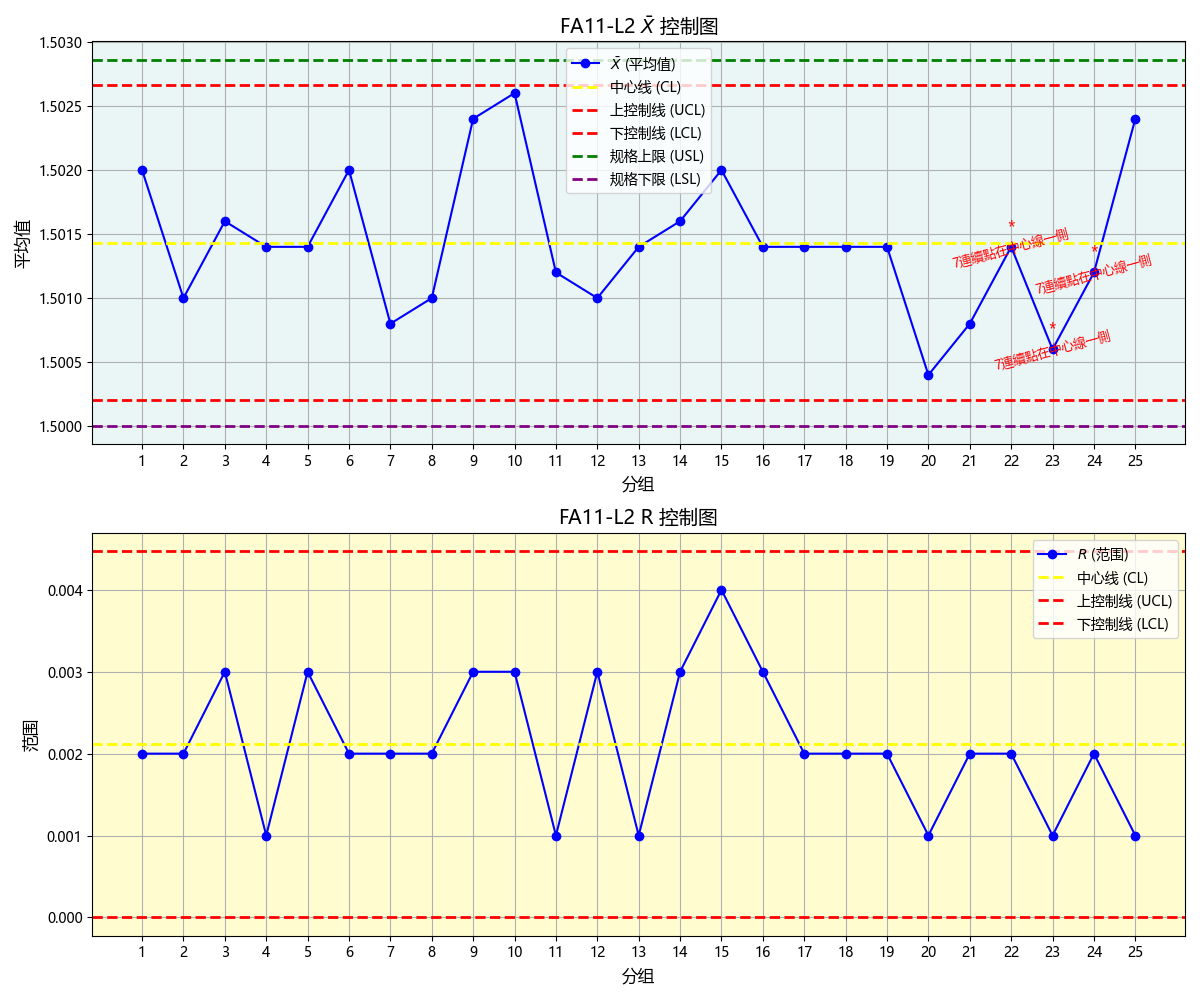 FA11-L2 X̄ 控制图
平均值
1.5030
1.5025
1.5020
1.5015
1.5010
1.5005
1.5000
X̄ (平均值)
中心线 (CL)
上控制线 (UCL)
下控制线 (LCL)
规格上限 (USL)
规格下限 (LSL)
*
7連續點在中心線一側
*
7連續點在中心線一側
*
7連續點在中心線一側
1 2 3 4 5 6 7 8 9 10 11 12 13 14 15 16 17 18 19 20 21 22 23 24 25
分组
FA11-L2 R 控制图
范围
0.004
0.003
0.002
0.001
0.000
R (范围)
中心线 (CL)
上控制线 (UCL)
下控制线 (LCL)
1 2 3 4 5 6 7 8 9 10 11 12 13 14 15 16 17 18 19 20 21 22 23 24 25
分组